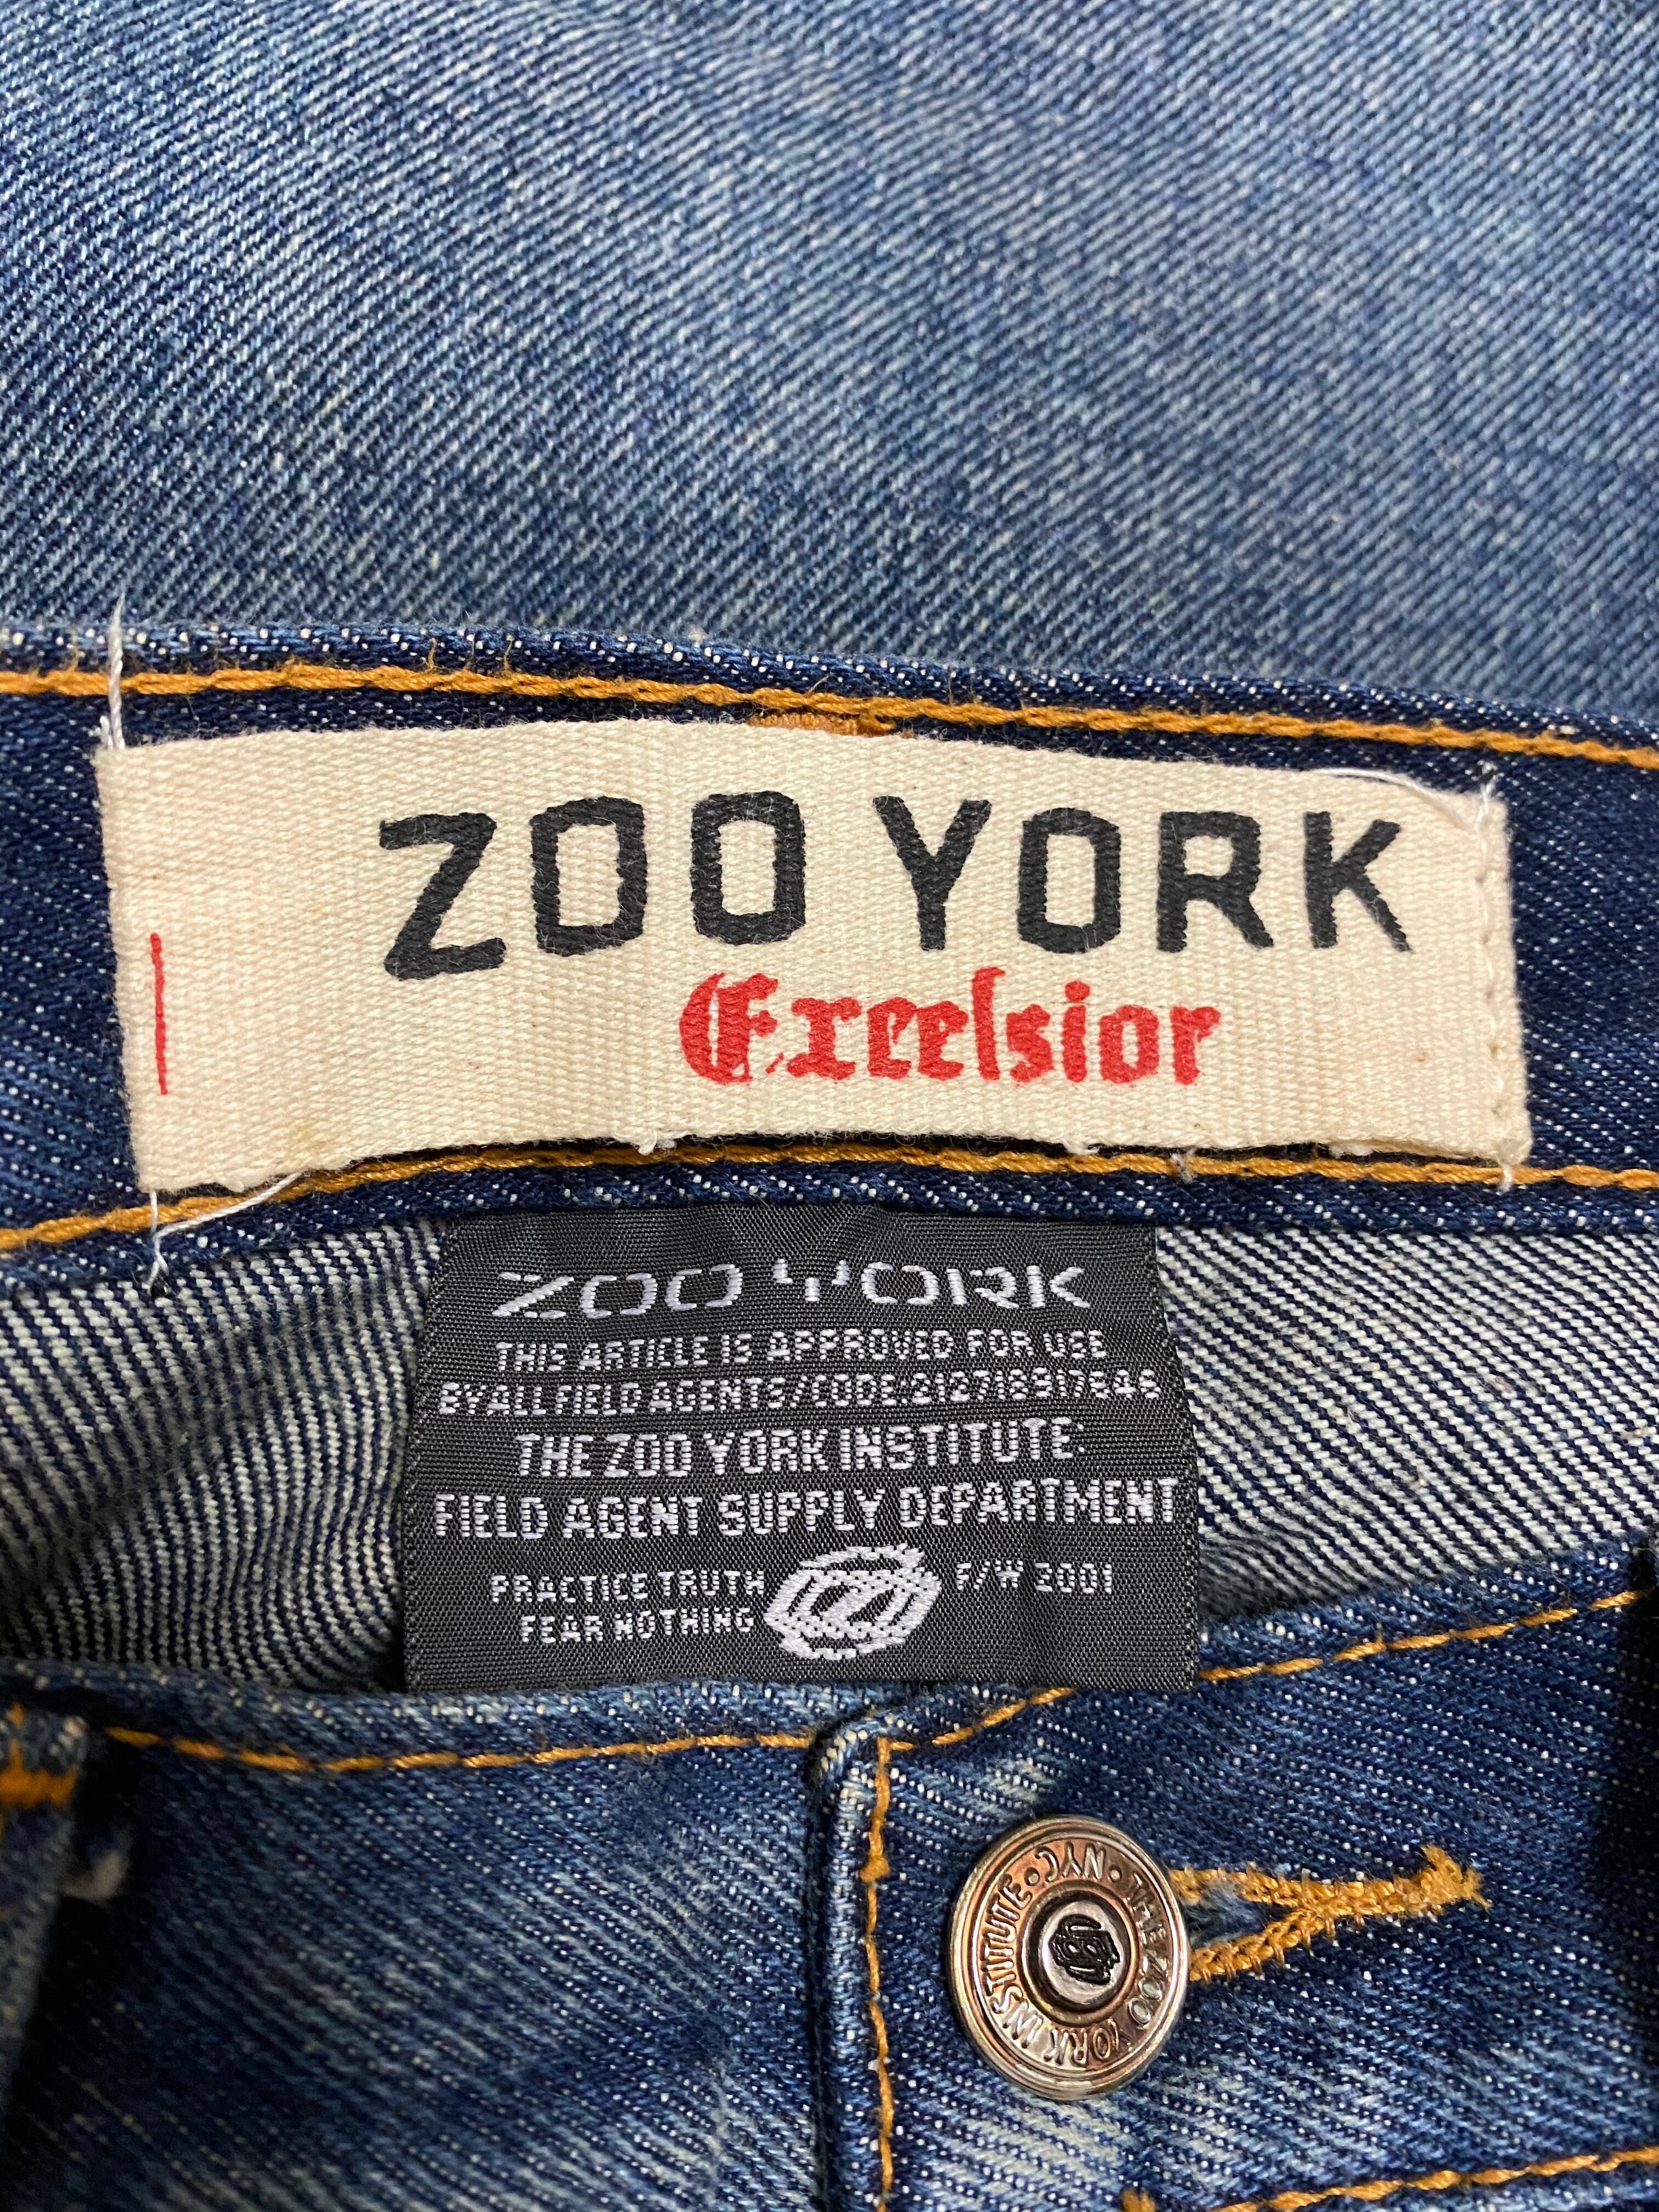 ZOO YORK
Excelsior
ZOO YORK
THIS ARTICLE IS APPROVED FOR USE
BY ALL FIELD AGENTS/CODE:212718917646
THE ZOO YORK INSTITUTE:
FIELD AGENT SUPPLY DEPARTMENT
PRACTICE TRUTH
FEAR NOTHING
F/W 2001
THE ZOO YORK INSTITUTE • NYC •